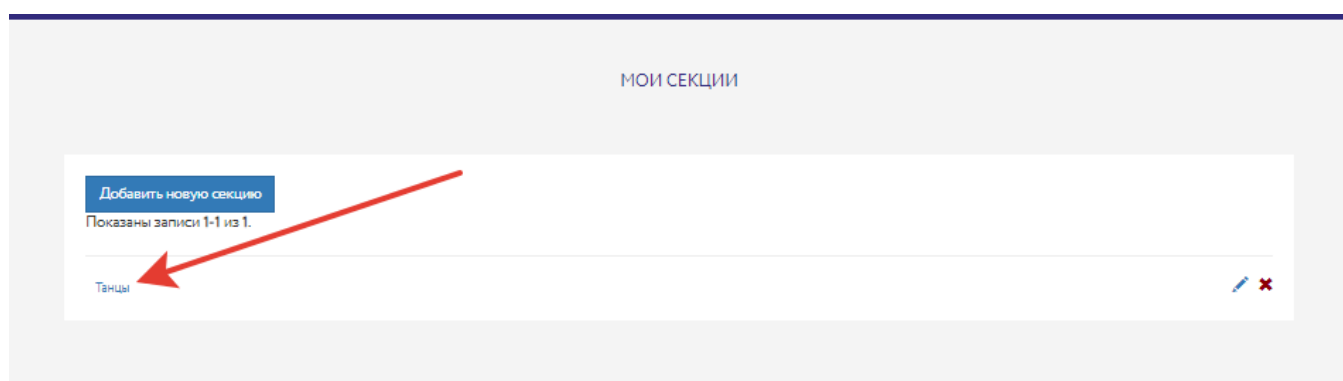 МОИ СЕКЦИИ
Добавить новую секцию
Показаны записи 1-1 из 1.
Танцы